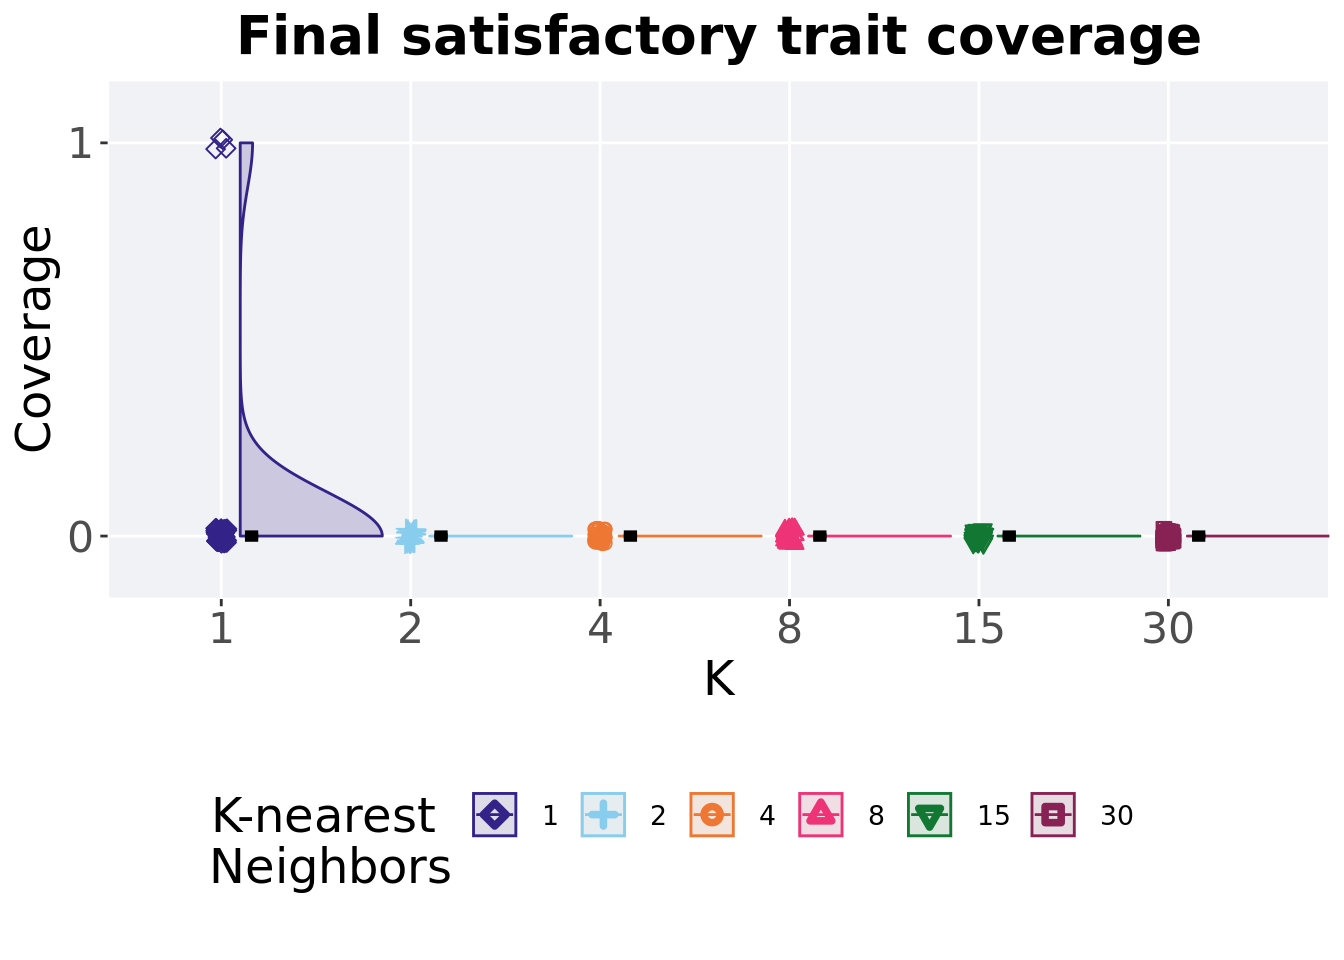 Final satisfactory trait coverage
Coverage
1
0
1 2 4 8 15 30
K
K-nearest
Neighbors
1 2 4 8 15 30